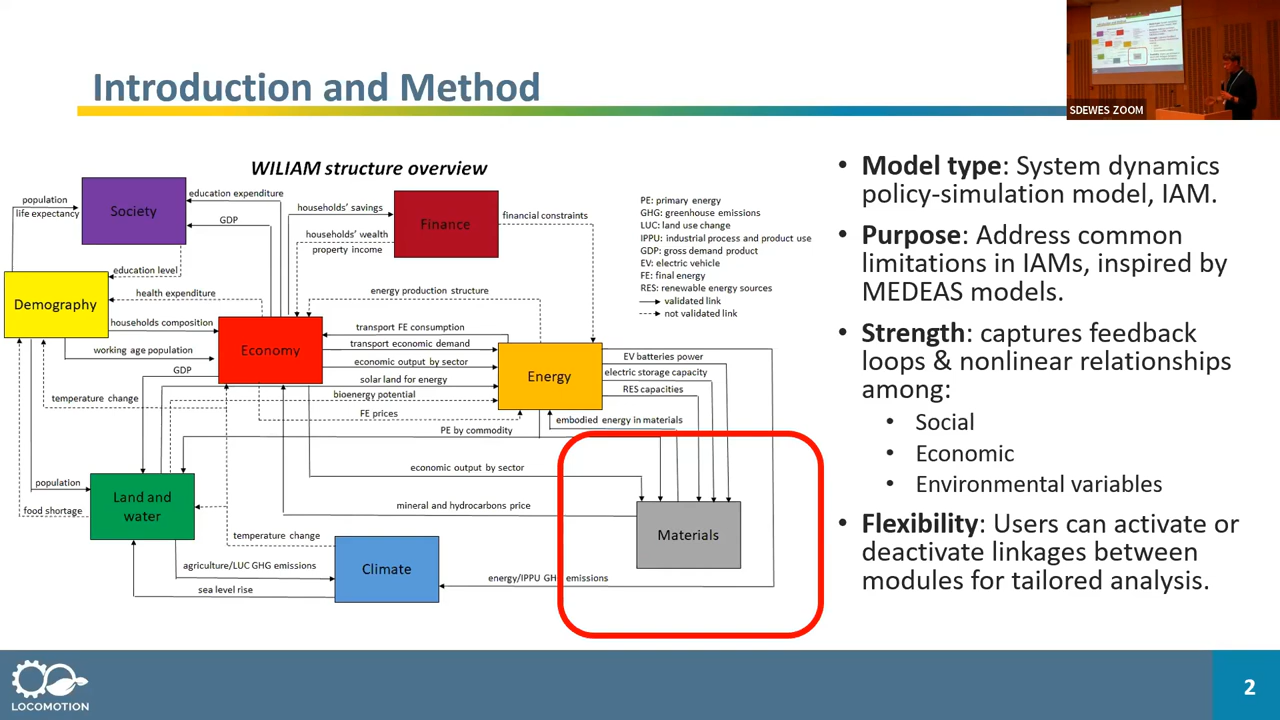 SDEWES ZOOM
Introduction and Method
WILIAM structure overview
population
life expectancy
Society
education expenditure
GDP
households' savings
Finance
financial constraints
households' wealth
property income
education level
Demography
health expenditure
energy production structure
households composition
working age population
Economy
transport FE consumption
transport economic demand
economic output by sector
solar land for energy
bioenergy potential
FE prices
PE by commodity
Energy
EV batteries power
electric storage capacity
RES capacities
embodied energy in materials
GDP
temperature change
population
food shortage
Land and
water
economic output by sector
mineral and hydrocarbons price
Materials
temperature change
agriculture/LUC GHG emissions
sea level rise
Climate
energy/IPPU GHG emissions
PE: primary energy
GHG: greenhouse emissions
LUC: land use change
IPPU: industrial process and product use
GDP: gross demand product
EV: electric vehicle
FE: final energy
RES: renewable energy sources
validated link
not validated link
• Model type: System dynamics
policy-simulation model, IAM.
• Purpose: Address common
limitations in IAMs, inspired by
MEDEAS models.
• Strength: captures feedback
loops & nonlinear relationships
among:
• Social
• Economic
• Environmental variables
• Flexibility: Users can activate or
deactivate linkages between
modules for tailored analysis.
LOCOMOTION
2